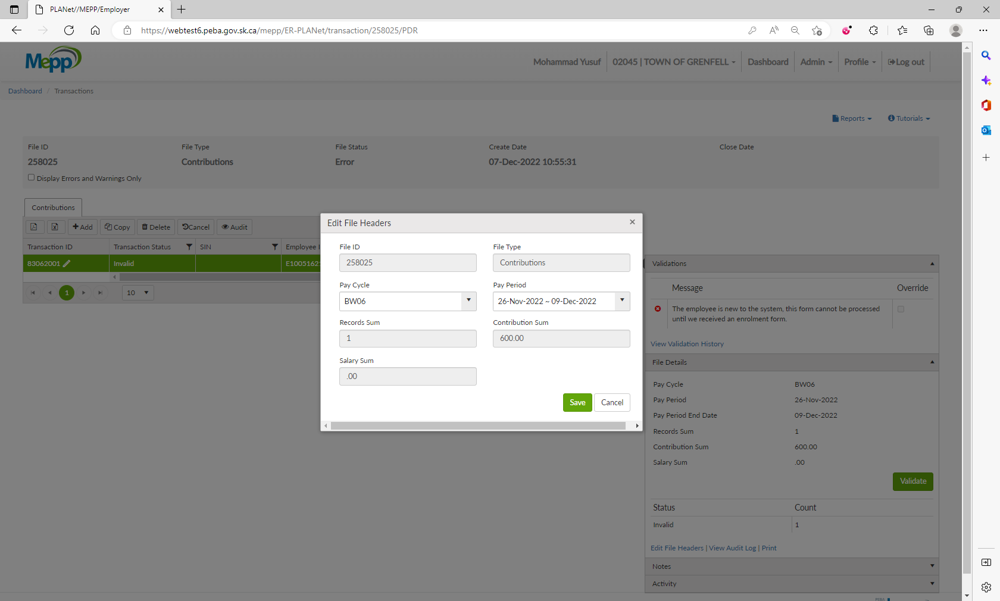 PLANet//MEPP/Employer
https://webtest6.peba.gov.sk.ca/mepp/ER-PLANet/transaction/258025/PDR
Mepp
Mohammad Yusuf
02045 | TOWN OF GRENFELL
Dashboard
Admin
Profile
Log out
Dashboard / Transactions
Reports
Tutorials
File ID
File Type
File Status
Create Date
Close Date
258025
Contributions
Error
07-Dec-2022 10:55:31
Display Errors and Warnings Only
Contributions
Add
Copy
Delete
Cancel
Audit
Transaction ID
Transaction Status
SIN
Employee
83062001
Invalid
1
10
Edit File Headers
File ID
File Type
258025
Contributions
Pay Cycle
Pay Period
BW06
26-Nov-2022 ~ 09-Dec-2022
Records Sum
Contribution Sum
1
600.00
Salary Sum
.00
Save
Cancel
Validations
Message
Override
The employee is new to the system, this form cannot be processed
until we received an enrolment form.
View Validation History
File Details
Pay Cycle
BW06
Pay Period
26-Nov-2022
Pay Period End Date
09-Dec-2022
Records Sum
1
Contribution Sum
600.00
Salary Sum
.00
Validate
Status
Count
Invalid
1
Edit File Headers | View Audit Log | Print
Notes
Activity